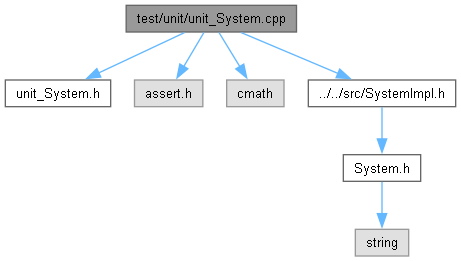 test/unit/unit_System.cpp
unit_System.h
assert.h
cmath
../../src/SystemImpl.h
System.h
string